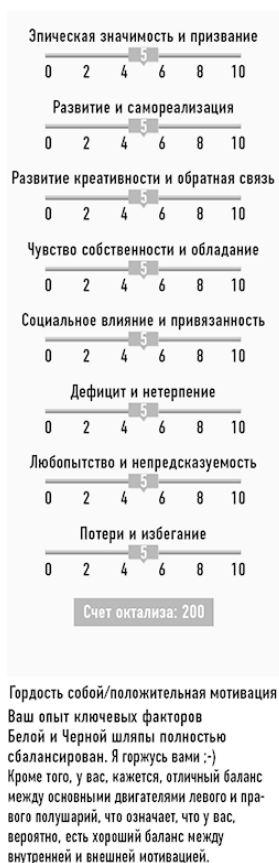 Эпическая значимость и призвание
5
0 2 4 6 8 10
Развитие и самореализация
5
0 2 4 6 8 10
Развитие креативности и обратная связь
5
0 2 4 6 8 10
Чувство собственности и обладание
5
0 2 4 6 8 10
Социальное влияние и привязанность
5
0 2 4 6 8 10
Дефицит и нетерпение
5
0 2 4 6 8 10
Любопытство и непредсказуемость
5
0 2 4 6 8 10
Потери и избегание
5
0 2 4 6 8 10
Счет октализа: 200
Гордость собой/положительная мотивация
Ваш опыт ключевых факторов
Белой и Черной шляпы полностью
сбалансирован. Я горжусь вами ;-)
Кроме того, у вас, кажется, отличный баланс
между основными двигателями левого и пра-
вого полушарий, что означает, что у вас,
вероятно, есть хороший баланс между
внутренней и внешней мотивацией.